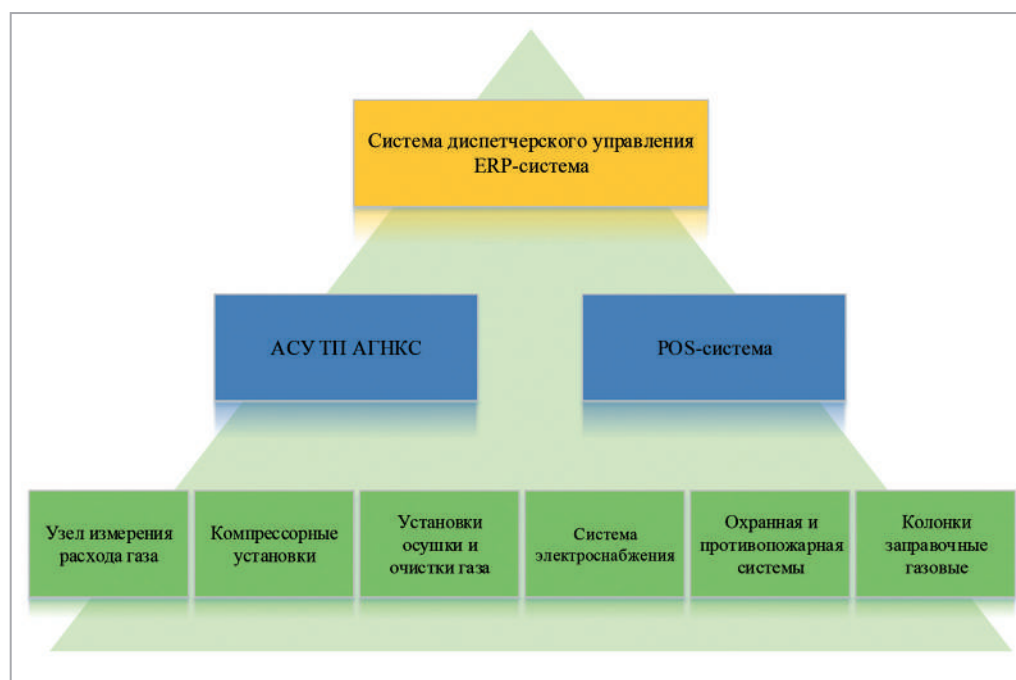 Система диспетчерского управления
ERP-система
АСУ ТП АГНКС
POS-система
Узел измерения
расхода газа
Компрессорные
установки
Установки
осушки и
очистки газа
Система
электроснабжения
Охранная и
противопожарная
системы
Колонки
заправочные
газовые